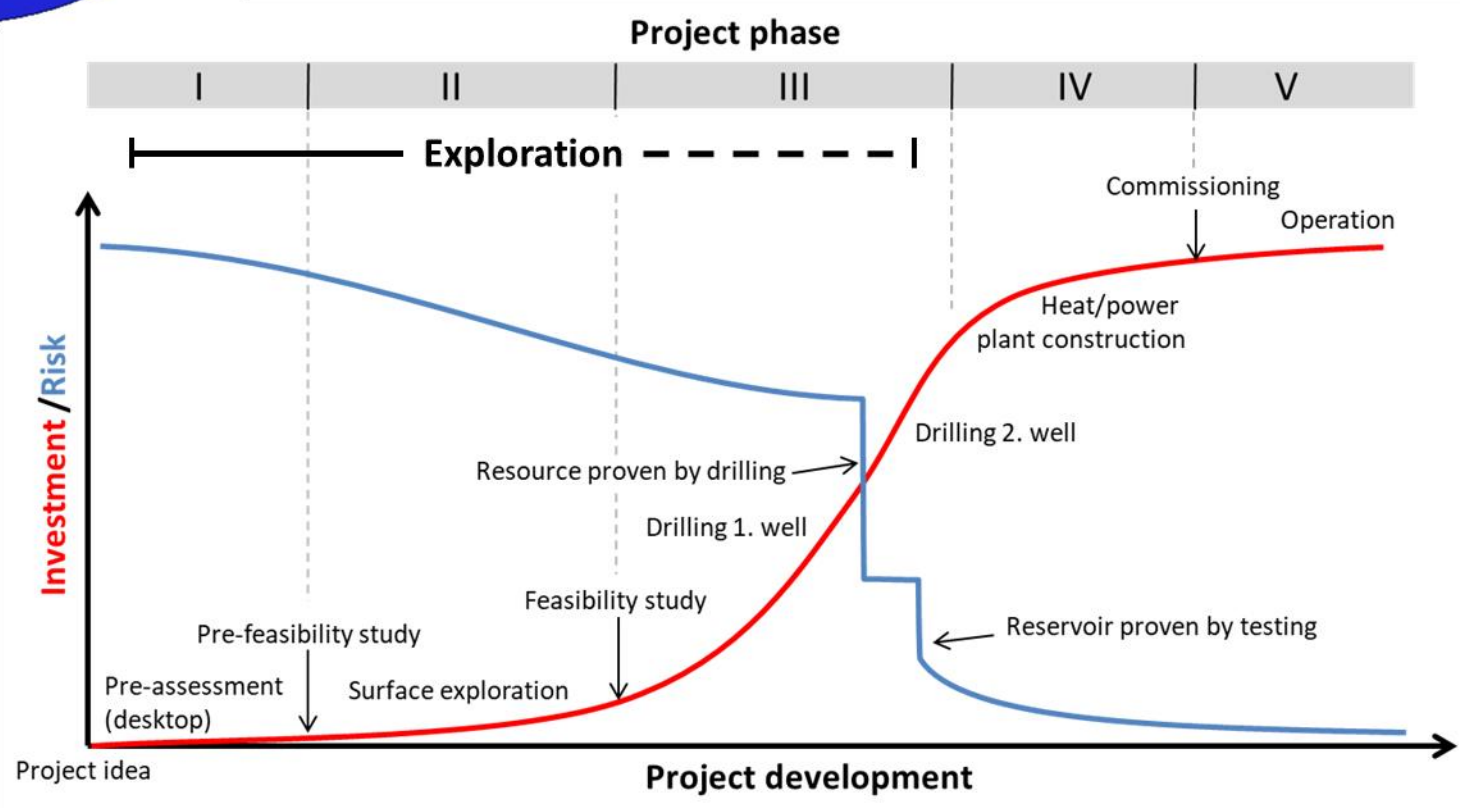 Project phase
I II III IV V
Exploration
Commissioning
Operation
Heat/power
plant construction
Investment /Risk
Drilling 2. well
Resource proven by drilling
Drilling 1. well
Feasibility study
Reservoir proven by testing
Pre-feasibility study
Pre-assessment
(desktop)
Surface exploration
Project idea
Project development